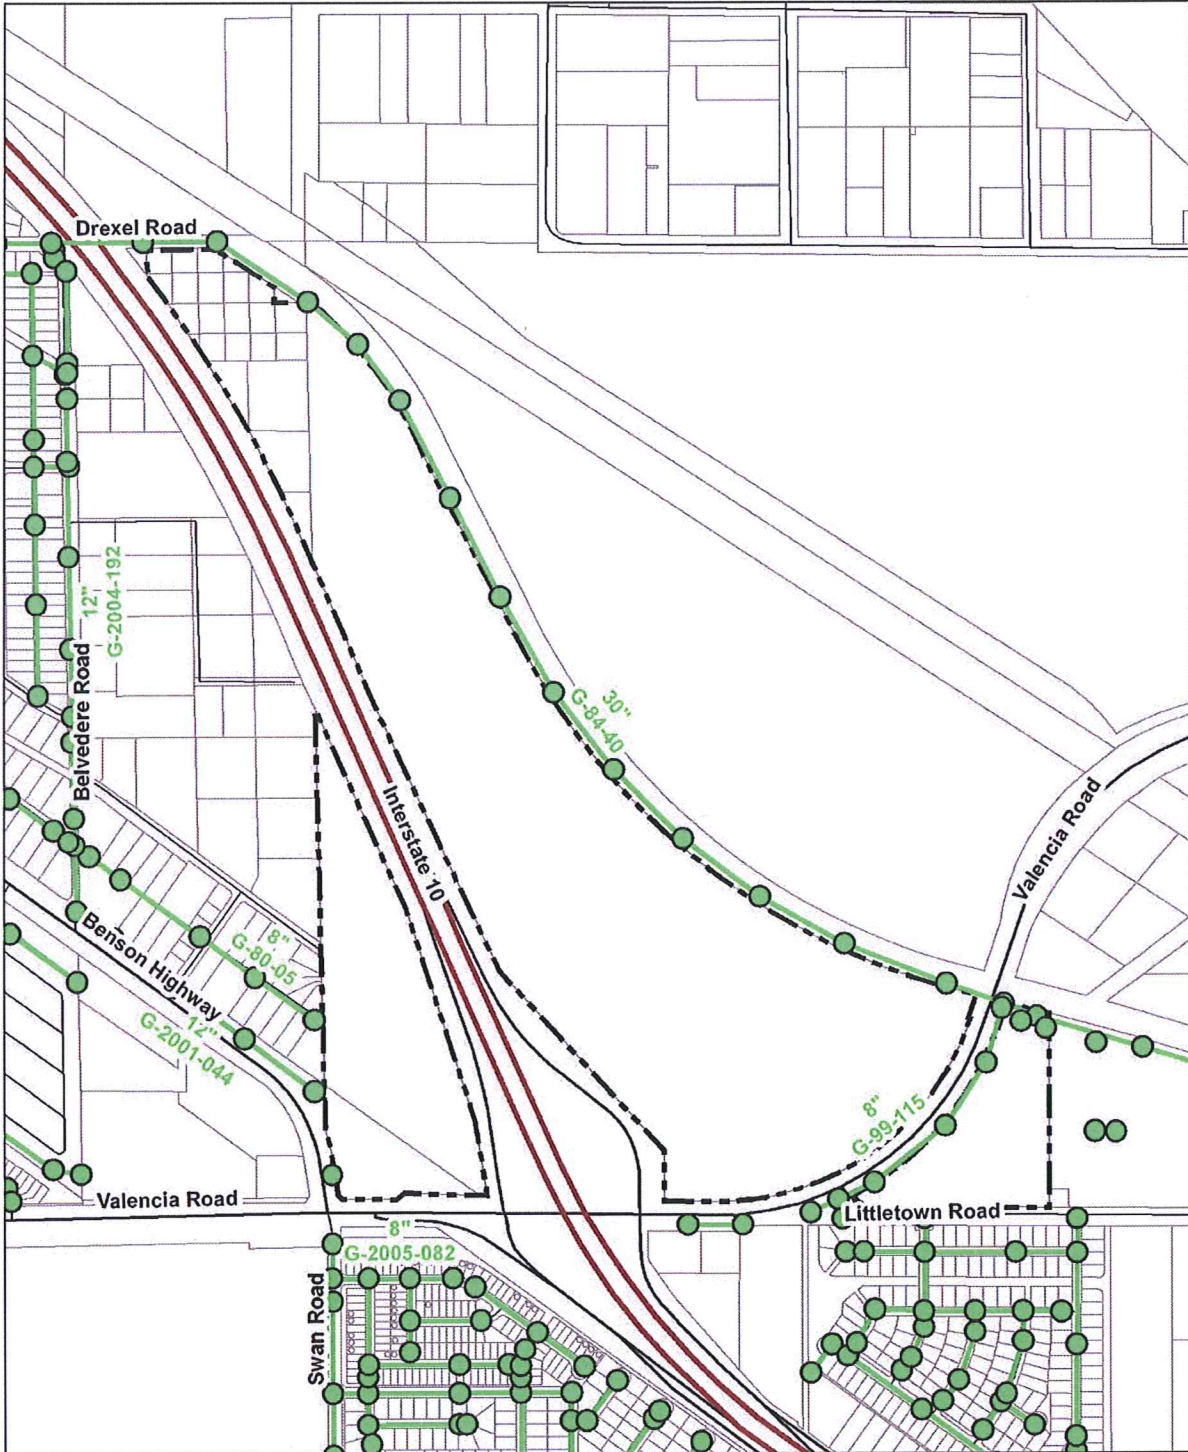 Drexel Road
12"
G-2004-192
Belvedere Road
30"
G-84-40
Interstate 10
Valencia Road
8"
G-80-05
Benson Highway
12"
G-2001-044
8"
G-99-115
Valencia Road
Littletown Road
8"
G-2005-082
Swan Road